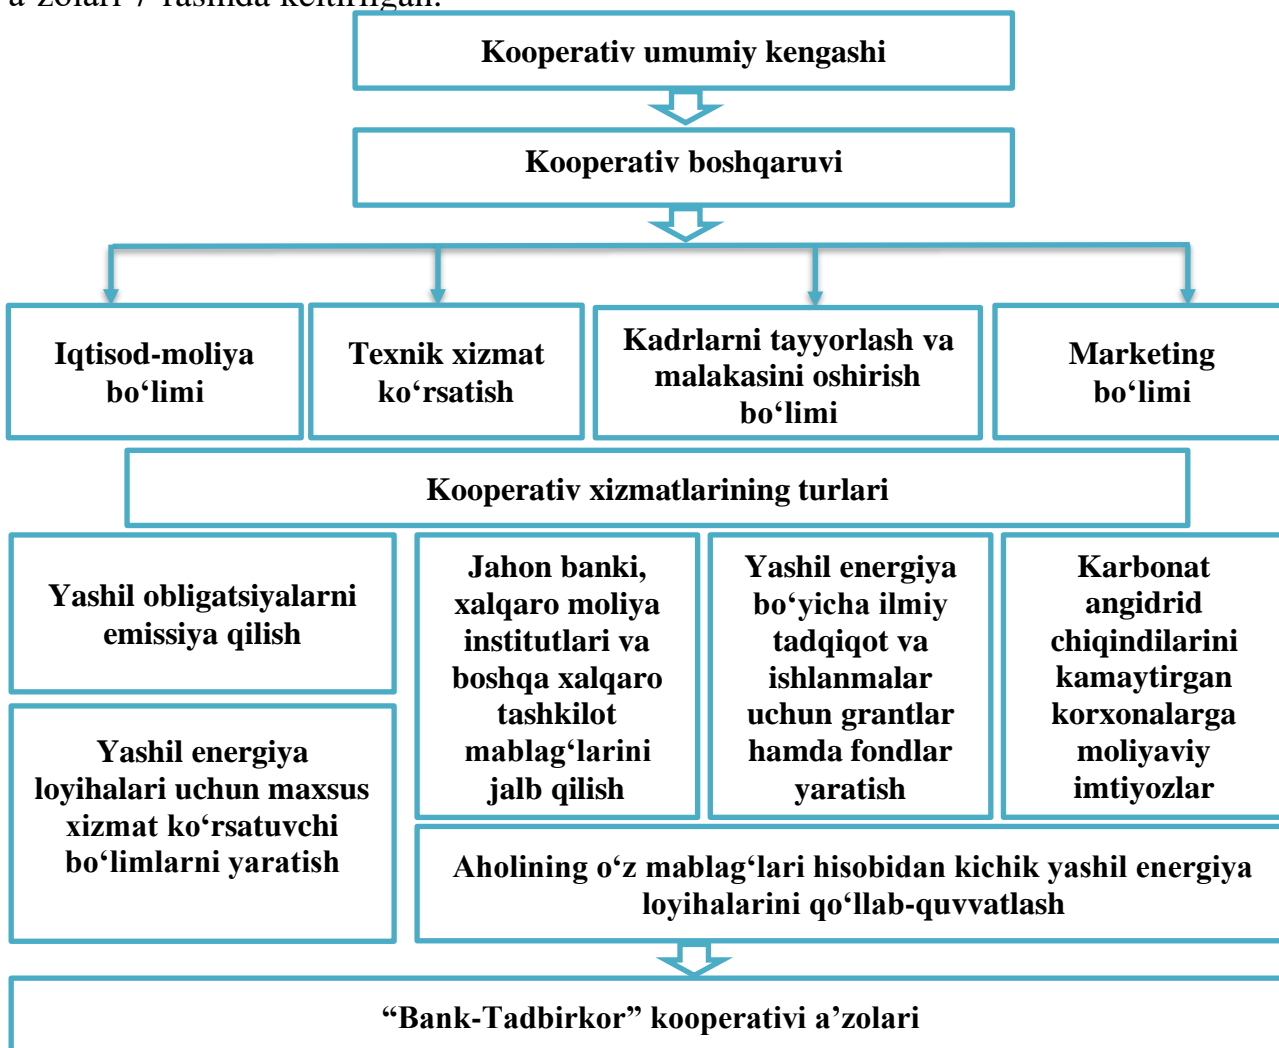 a’zolari 7-rasmda keltirilgan.
Kooperativ umumiy kengashi
Kooperativ boshqaruvi
Iqtisod-moliya
bo‘limi
Texnik xizmat
ko‘rsatish
Kadrlarni tayyorlash va
malakasini oshirish
bo‘limi
Marketing
bo‘limi
Kooperativ xizmatlarining turlari
Yashil obligatsiyalarni
emissiya qilish
Yashil energiya
loyihalari uchun maxsus
xizmat ko‘rsatuvchi
bo‘limlarni yaratish
Jahon banki,
xalqaro moliya
institutlari va
boshqa xalqaro
tashkilot
mablag‘larini
jalb qilish
Yashil energiya
bo‘yicha ilmiy
tadqiqot va
ishlanmalar
uchun grantlar
hamda fondlar
yaratish
Karbonat
angidrid
chiqindilarini
kamaytirgan
korxonalarga
moliyaviy
imtiyozlar
Aholining o‘z mablag‘lari hisobidan kichik yashil energiya
loyihalarini qo‘llab-quvvatlash
“Bank-Tadbirkor” kooperativi a’zolari